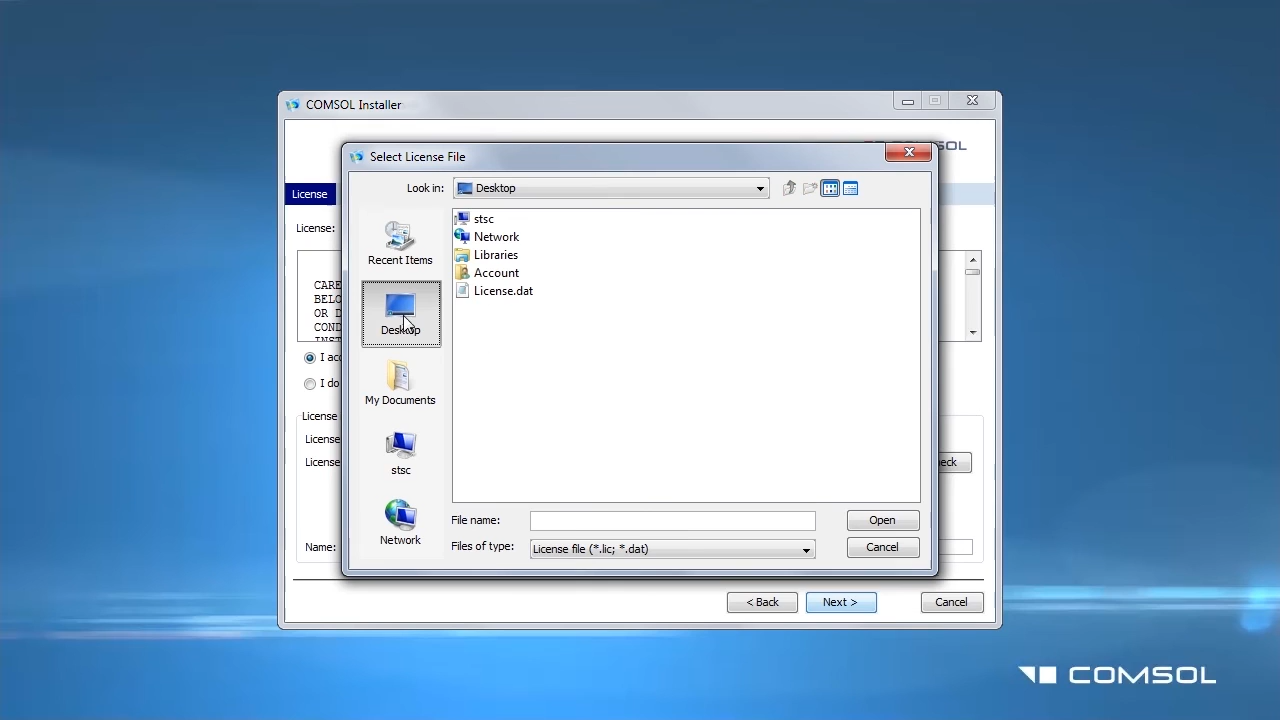 COMSOL Installer
Select License File
Look in: Desktop
License
License:
Recent Items
Desktop
My Documents
stsc
Network
stsc
Network
Libraries
Account
License.dat
CARE
BELO
OR D
COND
INST
I acc
I do
License
License
License
Name:
File name:
Open
Files of type: License file (*.lic; *.dat)
Cancel
< Back
Next >
Cancel
COMSOL